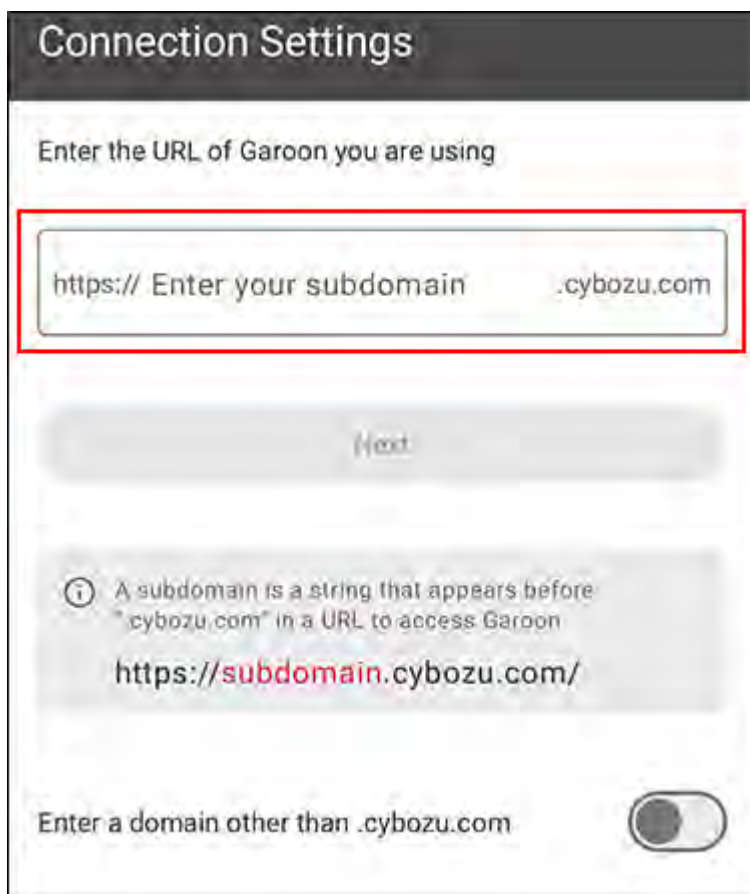 Connection Settings
Enter the URL of Garoon you are using
https:// Enter your subdomain .cybozu.com
Next
A subdomain is a string that appears before
".cybozu.com" in a URL to access Garoon
https://subdomain.cybozu.com/
Enter a domain other than .cybozu.com